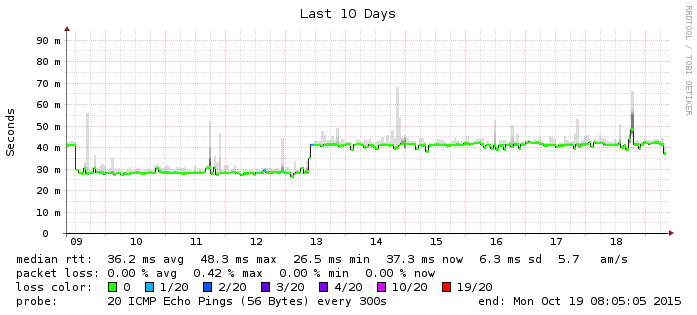 Last 10 Days
RRDTOOL / TOBI OETIKER
Seconds
90 m
80 m
70 m
60 m
50 m
40 m
30 m
20 m
10 m
0
09 10 11 12 13 14 15 16 17 18
median rtt: 36.2 ms avg 48.3 ms max 26.5 ms min 37.3 ms now 6.3 ms sd 5.7 am/s
packet loss: 0.00 % avg 0.42 % max 0.00 % min 0.00 % now
loss color: 0 1/20 2/20 3/20 4/20 10/20 19/20
probe: 20 ICMP Echo Pings (56 Bytes) every 300s end: Mon Oct 19 08:05:05 2015